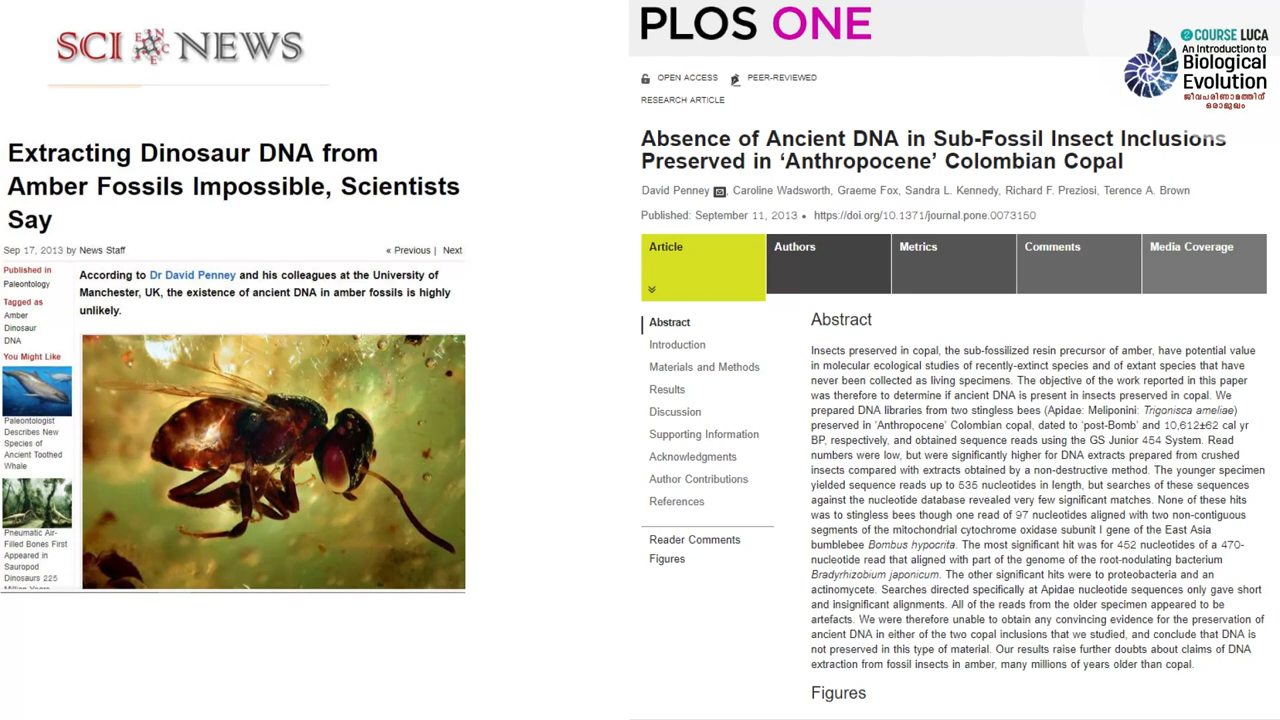 SCI NEWS
Extracting Dinosaur DNA from
Amber Fossils Impossible, Scientists
Say
Sep 17, 2013 by News Staff
« Previous | Next
Published in
Paleontology
Tagged as
Amber
Dinosaur
DNA
You Might Like
Paleontologist
Describes New
Species of
Ancient Toothed
Whale
Pneumatic Air-
Filled Bones First
Appeared in
Sauropod
Dinosaurs 225
Million Years
According to Dr David Penney and his colleagues at the University of
Manchester, UK, the existence of ancient DNA in amber fossils is highly
unlikely.
PLOS ONE
COURSE LUCA
An Introduction to
Biological
Evolution
ജീവപരിണാമത്തിന്
ഒരാമുഖം
OPEN ACCESS
PEER-REVIEWED
RESEARCH ARTICLE
Absence of Ancient DNA in Sub-Fossil Insect Inclusions
Preserved in ‘Anthropocene’ Colombian Copal
David Penney, Caroline Wadsworth, Graeme Fox, Sandra L. Kennedy, Richard F. Preziosi, Terence A. Brown
Published: September 11, 2013 • https://doi.org/10.1371/journal.pone.0073150
Article
Authors
Metrics
Comments
Media Coverage
Abstract
Introduction
Materials and Methods
Results
Discussion
Supporting Information
Acknowledgments
Author Contributions
References
Reader Comments
Figures
Abstract
Insects preserved in copal, the sub-fossilized resin precursor of amber, have potential value
in molecular ecological studies of recently-extinct species and of extant species that have
never been collected as living specimens. The objective of the work reported in this paper
was therefore to determine if ancient DNA is present in insects preserved in copal. We
prepared DNA libraries from two stingless bees (Apidae: Meliponini: Trigonisca ameliae)
preserved in ‘Anthropocene’ Colombian copal, dated to ‘post-Bomb’ and 10,612±62 cal yr
BP, respectively, and obtained sequence reads using the GS Junior 454 System. Read
numbers were low, but were significantly higher for DNA extracts prepared from crushed
insects compared with extracts obtained by a non-destructive method. The younger specimen
yielded sequence reads up to 535 nucleotides in length, but searches of these sequences
against the nucleotide database revealed very few significant matches. None of these hits
was to stingless bees though one read of 97 nucleotides aligned with two non-contiguous
segments of the mitochondrial cytochrome oxidase subunit I gene of the East Asia
bumblebee Bombus hypocrita. The most significant hit was for 452 nucleotides of a 470-
nucleotide read that aligned with part of the genome of the root-nodulating bacterium
Bradyrhizobium japonicum. The other significant hits were to proteobacteria and an
actinomycete. Searches directed specifically at Apidae nucleotide sequences only gave short
and insignificant alignments. All of the reads from the older specimen appeared to be
artefacts. We were therefore unable to obtain any convincing evidence for the preservation of
ancient DNA in either of the two copal inclusions that we studied, and conclude that DNA is
not preserved in this type of material. Our results raise further doubts about claims of DNA
extraction from fossil insects in amber, many millions of years older than copal.
Figures